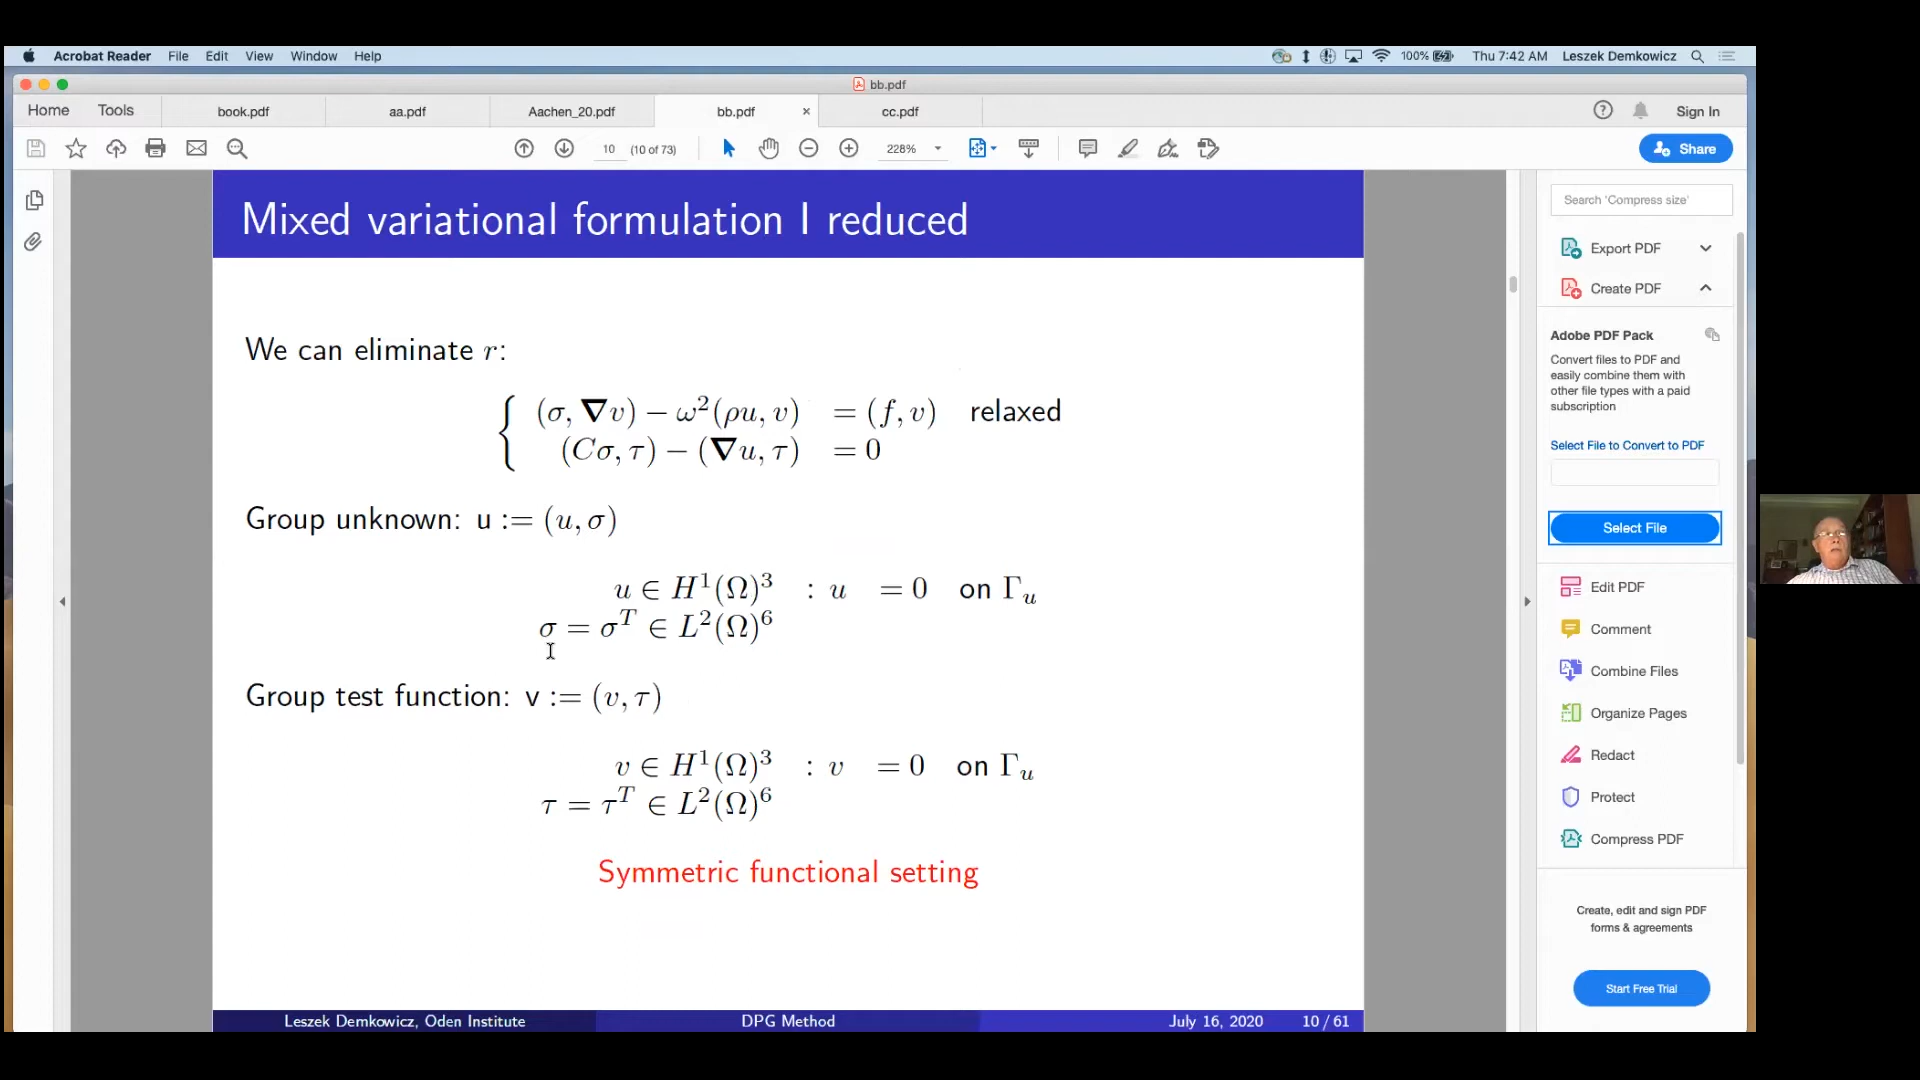 Acrobat Reader File Edit View Window Help 100% Thu 7:42 AM Leszek Demkowicz
bb.pdf
Home Tools book.pdf aa.pdf Aachen_20.pdf bb.pdf × cc.pdf Sign In
10 (10 of 73) 228% Share
Mixed variational formulation I reduced
We can eliminate r:
(σ, ∇v) − ω²(ρu, v) = (f, v) relaxed
(Cσ, τ) − (∇u, τ) = 0
Group unknown: u := (u, σ)
u ∈ H¹(Ω)³ : u = 0 on Γᵤ
σ = σᵀ ∈ L²(Ω)⁶
Group test function: v := (v, τ)
v ∈ H¹(Ω)³ : v = 0 on Γᵤ
τ = τᵀ ∈ L²(Ω)⁶
Symmetric functional setting
Leszek Demkowicz, Oden Institute DPG Method July 16, 2020 10 / 61
Search 'Compress size'
Export PDF
Create PDF
Adobe PDF Pack
Convert files to PDF and
easily combine them with
other file types with a paid
subscription
Select File to Convert to PDF
Select File
Edit PDF
Comment
Combine Files
Organize Pages
Redact
Protect
Compress PDF
Create, edit and sign PDF
forms & agreements
Start Free Trial